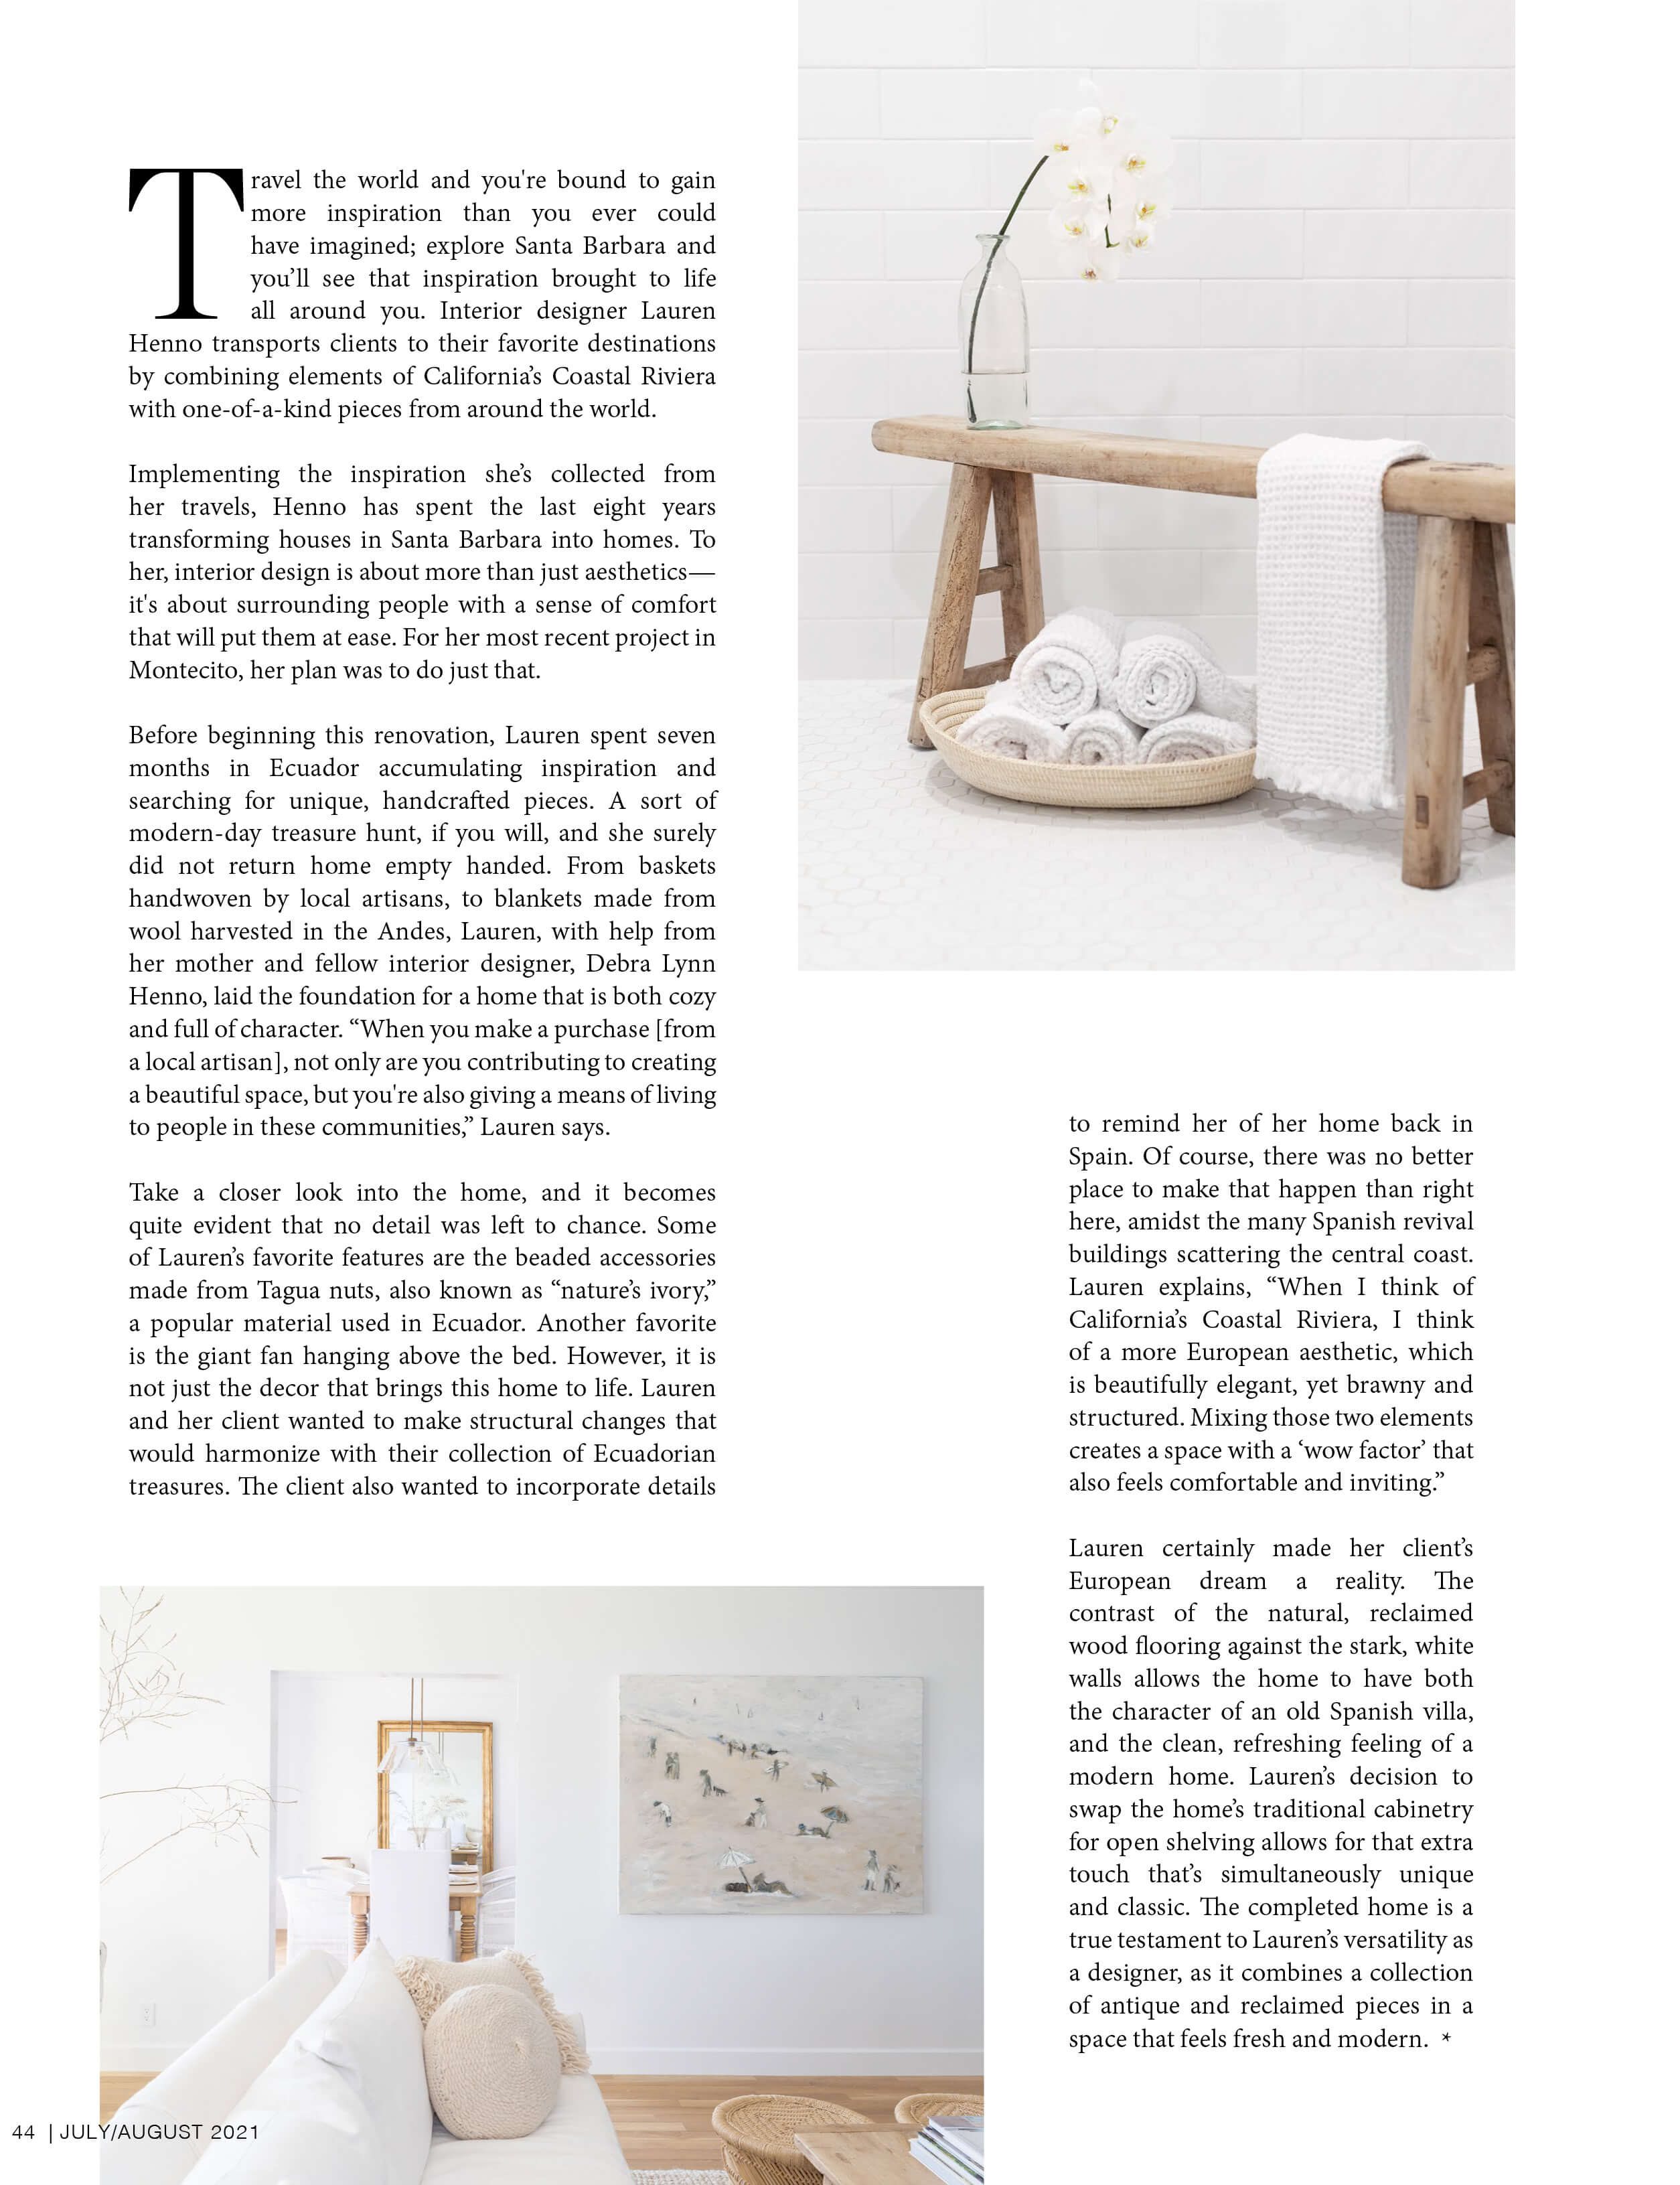 Travel the world and you're bound to gain
more inspiration than you ever could
have imagined; explore Santa Barbara and
you’ll see that inspiration brought to life
all around you. Interior designer Lauren
Henno transports clients to their favorite destinations
by combining elements of California’s Coastal Riviera
with one-of-a-kind pieces from around the world.
Implementing the inspiration she’s collected from
her travels, Henno has spent the last eight years
transforming houses in Santa Barbara into homes. To
her, interior design is about more than just aesthetics—
it's about surrounding people with a sense of comfort
that will put them at ease. For her most recent project in
Montecito, her plan was to do just that.
Before beginning this renovation, Lauren spent seven
months in Ecuador accumulating inspiration and
searching for unique, handcrafted pieces. A sort of
modern-day treasure hunt, if you will, and she surely
did not return home empty handed. From baskets
handwoven by local artisans, to blankets made from
wool harvested in the Andes, Lauren, with help from
her mother and fellow interior designer, Debra Lynn
Henno, laid the foundation for a home that is both cozy
and full of character. “When you make a purchase [from
a local artisan], not only are you contributing to creating
a beautiful space, but you're also giving a means of living
to people in these communities,” Lauren says.
Take a closer look into the home, and it becomes
quite evident that no detail was left to chance. Some
of Lauren’s favorite features are the beaded accessories
made from Tagua nuts, also known as “nature’s ivory,”
a popular material used in Ecuador. Another favorite
is the giant fan hanging above the bed. However, it is
not just the decor that brings this home to life. Lauren
and her client wanted to make structural changes that
would harmonize with their collection of Ecuadorian
treasures. The client also wanted to incorporate details
to remind her of her home back in
Spain. Of course, there was no better
place to make that happen than right
here, amidst the many Spanish revival
buildings scattering the central coast.
Lauren explains, “When I think of
California’s Coastal Riviera, I think
of a more European aesthetic, which
is beautifully elegant, yet brawny and
structured. Mixing those two elements
creates a space with a ‘wow factor’ that
also feels comfortable and inviting.”
Lauren certainly made her client’s
European dream a reality. The
contrast of the natural, reclaimed
wood flooring against the stark, white
walls allows the home to have both
the character of an old Spanish villa,
and the clean, refreshing feeling of a
modern home. Lauren’s decision to
swap the home’s traditional cabinetry
for open shelving allows for that extra
touch that’s simultaneously unique
and classic. The completed home is a
true testament to Lauren’s versatility as
a designer, as it combines a collection
of antique and reclaimed pieces in a
space that feels fresh and modern. *
44 | JULY/AUGUST 2021